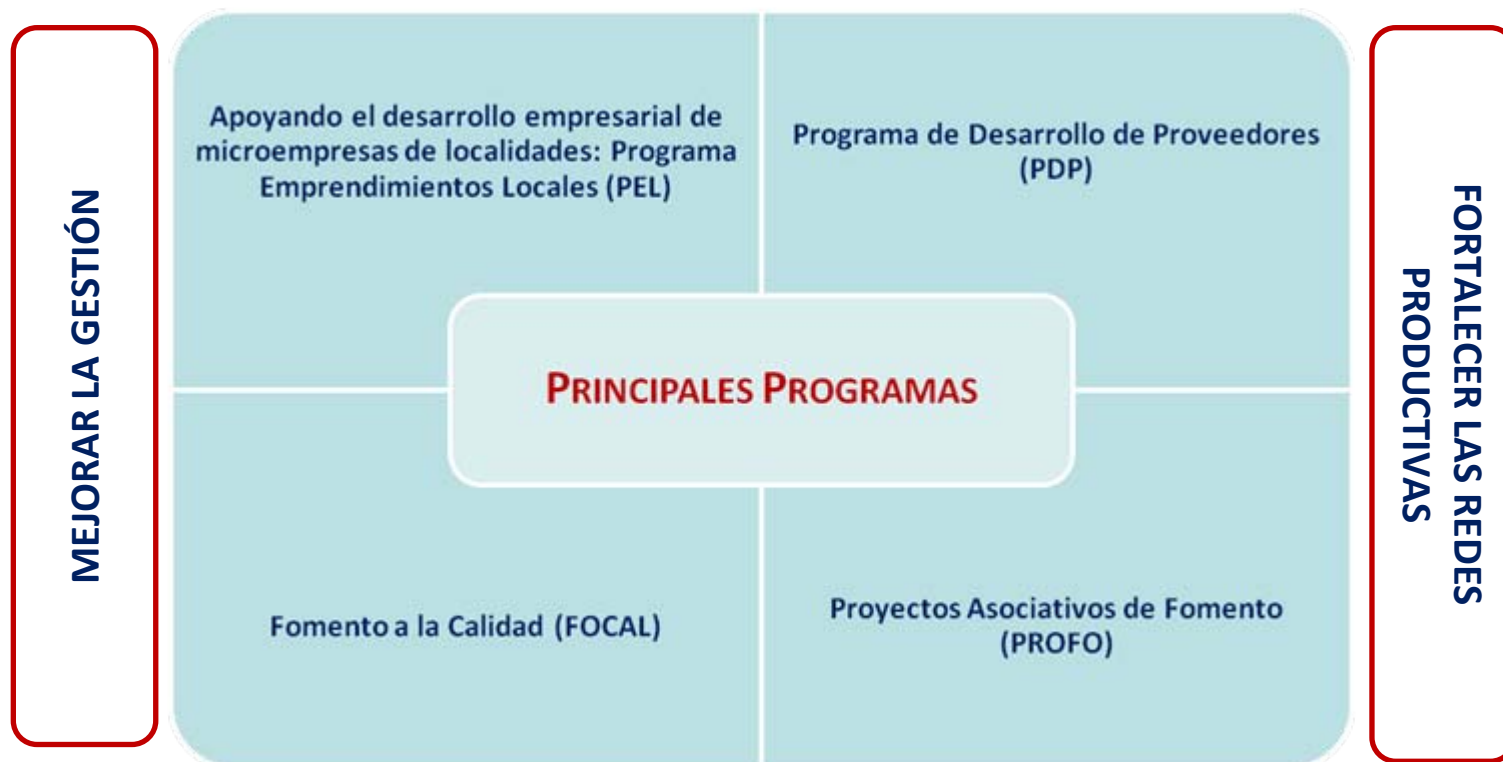 MEJORAR LA GESTIÓN
Apoyando el desarrollo empresarial de
microempresas de localidades: Programa
Emprendimientos Locales (PEL)
Programa de Desarrollo de Proveedores
(PDP)
PRINCIPALES PROGRAMAS
Fomento a la Calidad (FOCAL)
Proyectos Asociativos de Fomento
(PROFO)
FORTALECER LAS REDES
PRODUCTIVAS